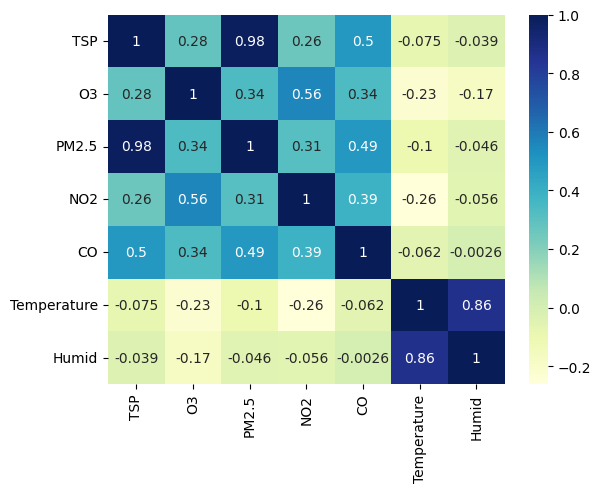 TSP 1 0.28 0.98 0.26 0.5 -0.075 -0.039
O3 0.28 1 0.34 0.56 0.34 -0.23 -0.17
PM2.5 0.98 0.34 1 0.31 0.49 -0.1 -0.046
NO2 0.26 0.56 0.31 1 0.39 -0.26 -0.056
CO 0.5 0.34 0.49 0.39 1 -0.062 -0.0026
Temperature -0.075 -0.23 -0.1 -0.26 -0.062 1 0.86
Humid -0.039 -0.17 -0.046 -0.056 -0.0026 0.86 1
TSP O3 PM2.5 NO2 CO Temperature Humid
1.0
0.8
0.6
0.4
0.2
0.0
−0.2